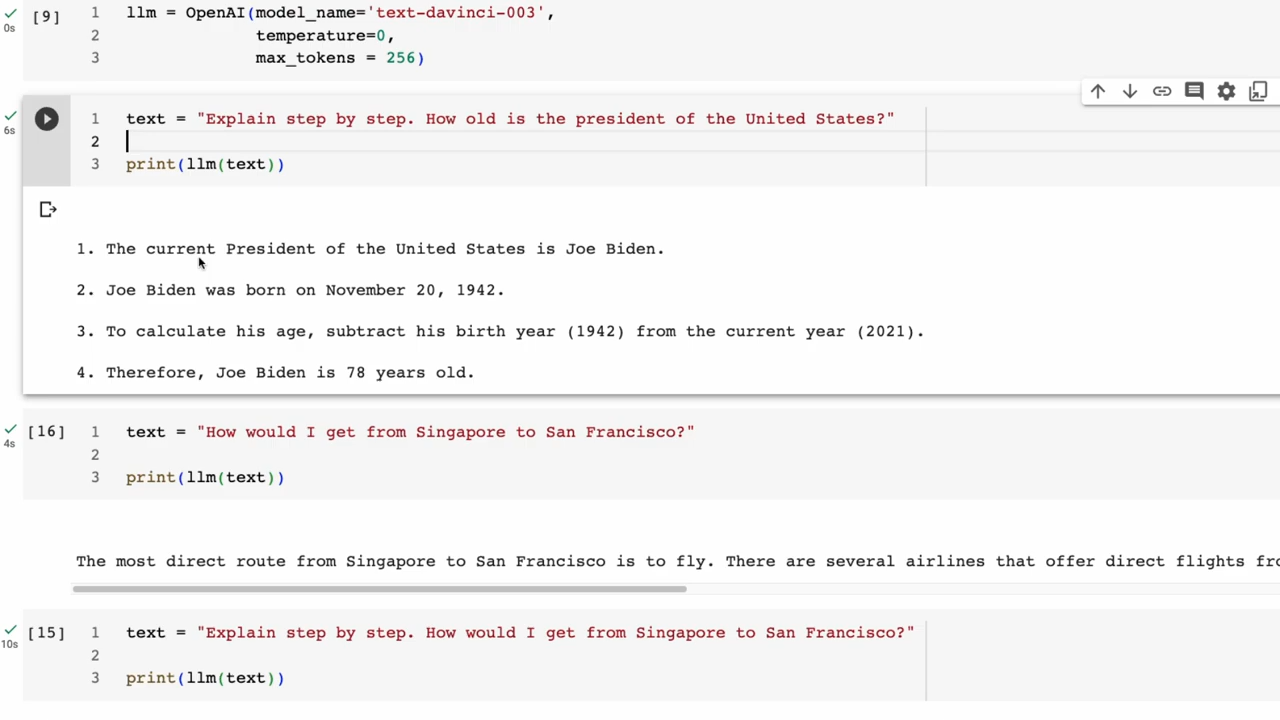 [9]
0s
1 llm = OpenAI(model_name='text-davinci-003',
2 temperature=0,
3 max_tokens = 256)
6s
1 text = "Explain step by step. How old is the president of the United States?"
2
3 print(llm(text))
1. The current President of the United States is Joe Biden.
2. Joe Biden was born on November 20, 1942.
3. To calculate his age, subtract his birth year (1942) from the current year (2021).
4. Therefore, Joe Biden is 78 years old.
[16]
4s
1 text = "How would I get from Singapore to San Francisco?"
2
3 print(llm(text))
The most direct route from Singapore to San Francisco is to fly. There are several airlines that offer direct flights fro
[15]
10s
1 text = "Explain step by step. How would I get from Singapore to San Francisco?"
2
3 print(llm(text))